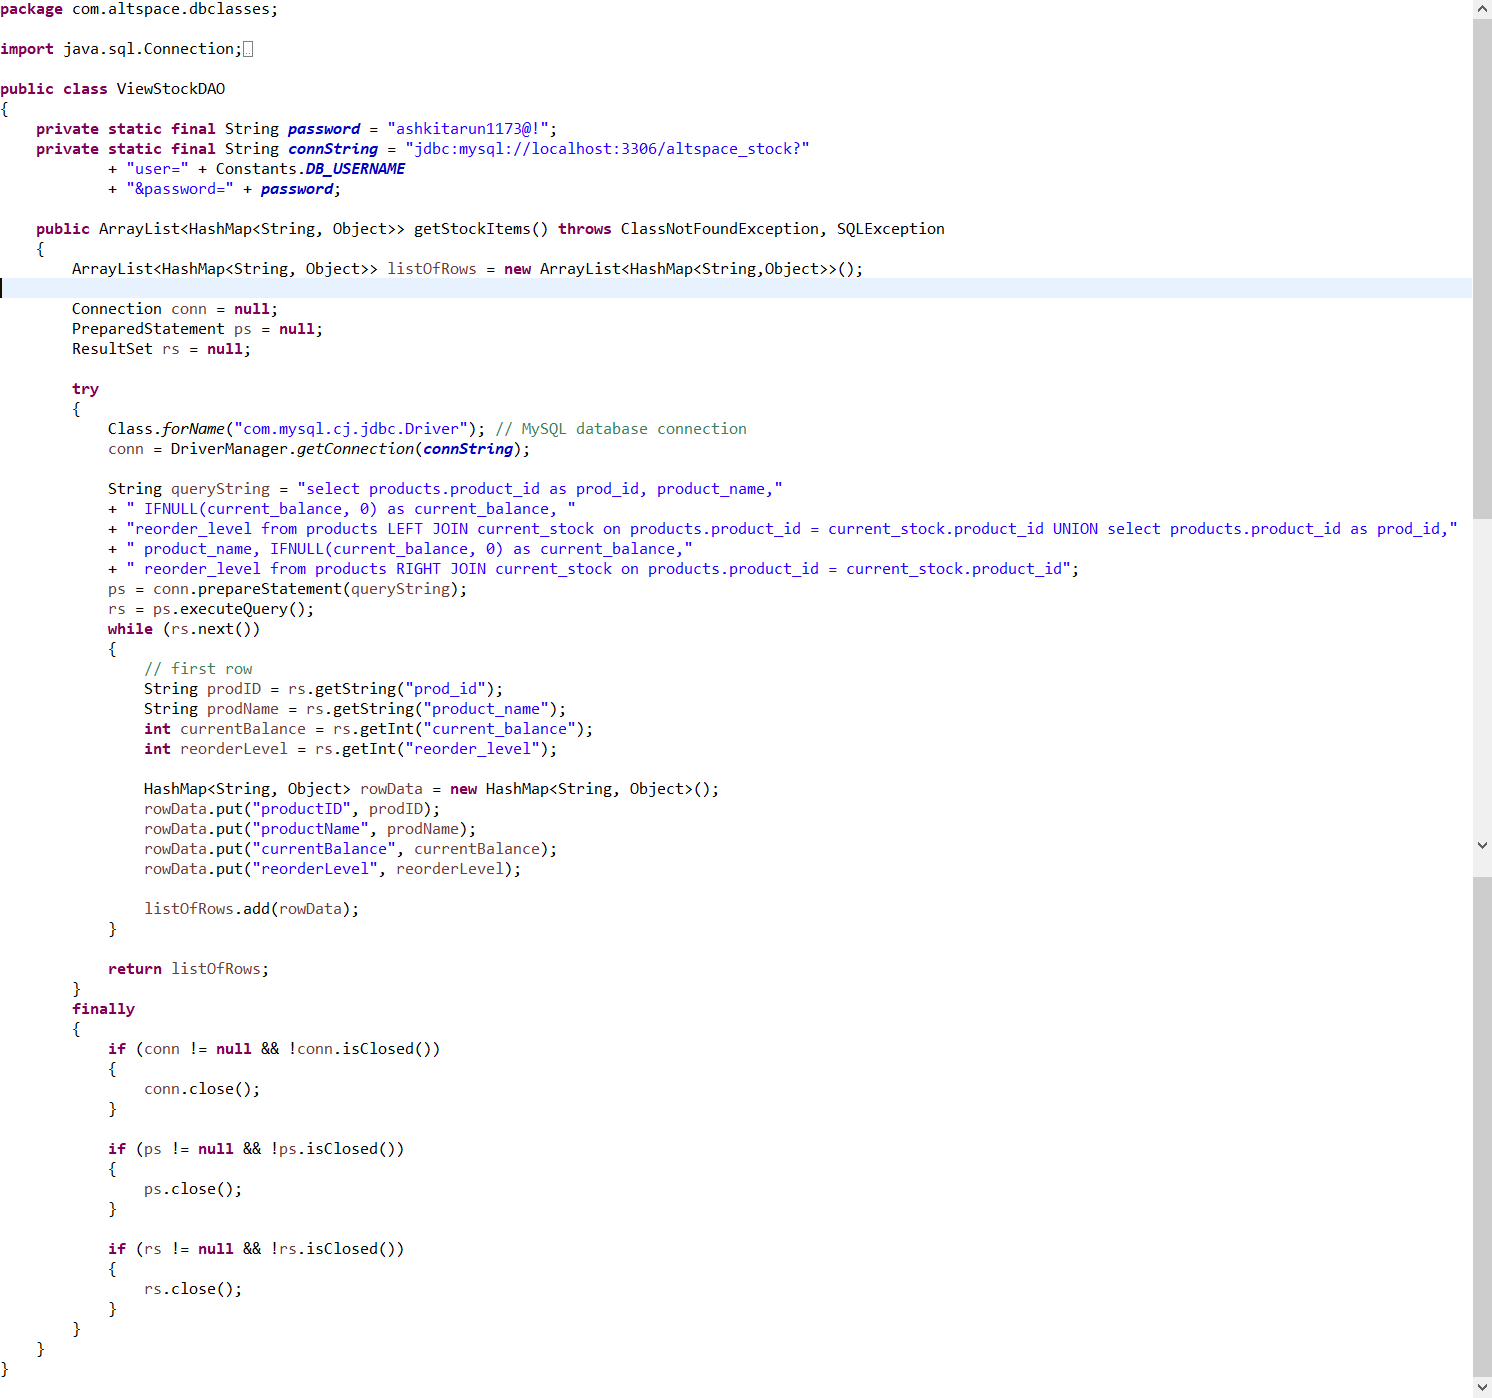 package com.altspace.dbclasses;
import java.sql.Connection;
public class ViewStockDAO
{
private static final String password = "ashkitarun1173@!";
private static final String connString = "jdbc:mysql://localhost:3306/altspace_stock?"
+ "user=" + Constants.DB_USERNAME
+ "&password=" + password;
public ArrayList<HashMap<String, Object>> getStockItems() throws ClassNotFoundException, SQLException
{
ArrayList<HashMap<String, Object>> listOfRows = new ArrayList<HashMap<String,Object>>();
Connection conn = null;
PreparedStatement ps = null;
ResultSet rs = null;
try
{
Class.forName("com.mysql.cj.jdbc.Driver"); // MySQL database connection
conn = DriverManager.getConnection(connString);
String queryString = "select products.product_id as prod_id, product_name,"
+ " IFNULL(current_balance, 0) as current_balance, "
+ "reorder_level from products LEFT JOIN current_stock on products.product_id = current_stock.product_id UNION select products.product_id as prod_id,"
+ " product_name, IFNULL(current_balance, 0) as current_balance,"
+ " reorder_level from products RIGHT JOIN current_stock on products.product_id = current_stock.product_id";
ps = conn.prepareStatement(queryString);
rs = ps.executeQuery();
while (rs.next())
{
// first row
String prodID = rs.getString("prod_id");
String prodName = rs.getString("product_name");
int currentBalance = rs.getInt("current_balance");
int reorderLevel = rs.getInt("reorder_level");
HashMap<String, Object> rowData = new HashMap<String, Object>();
rowData.put("productID", prodID);
rowData.put("productName", prodName);
rowData.put("currentBalance", currentBalance);
rowData.put("reorderLevel", reorderLevel);
listOfRows.add(rowData);
}
return listOfRows;
}
finally
{
if (conn != null && !conn.isClosed())
{
conn.close();
}
if (ps != null && !ps.isClosed())
{
ps.close();
}
if (rs != null && !rs.isClosed())
{
rs.close();
}
}
}
}